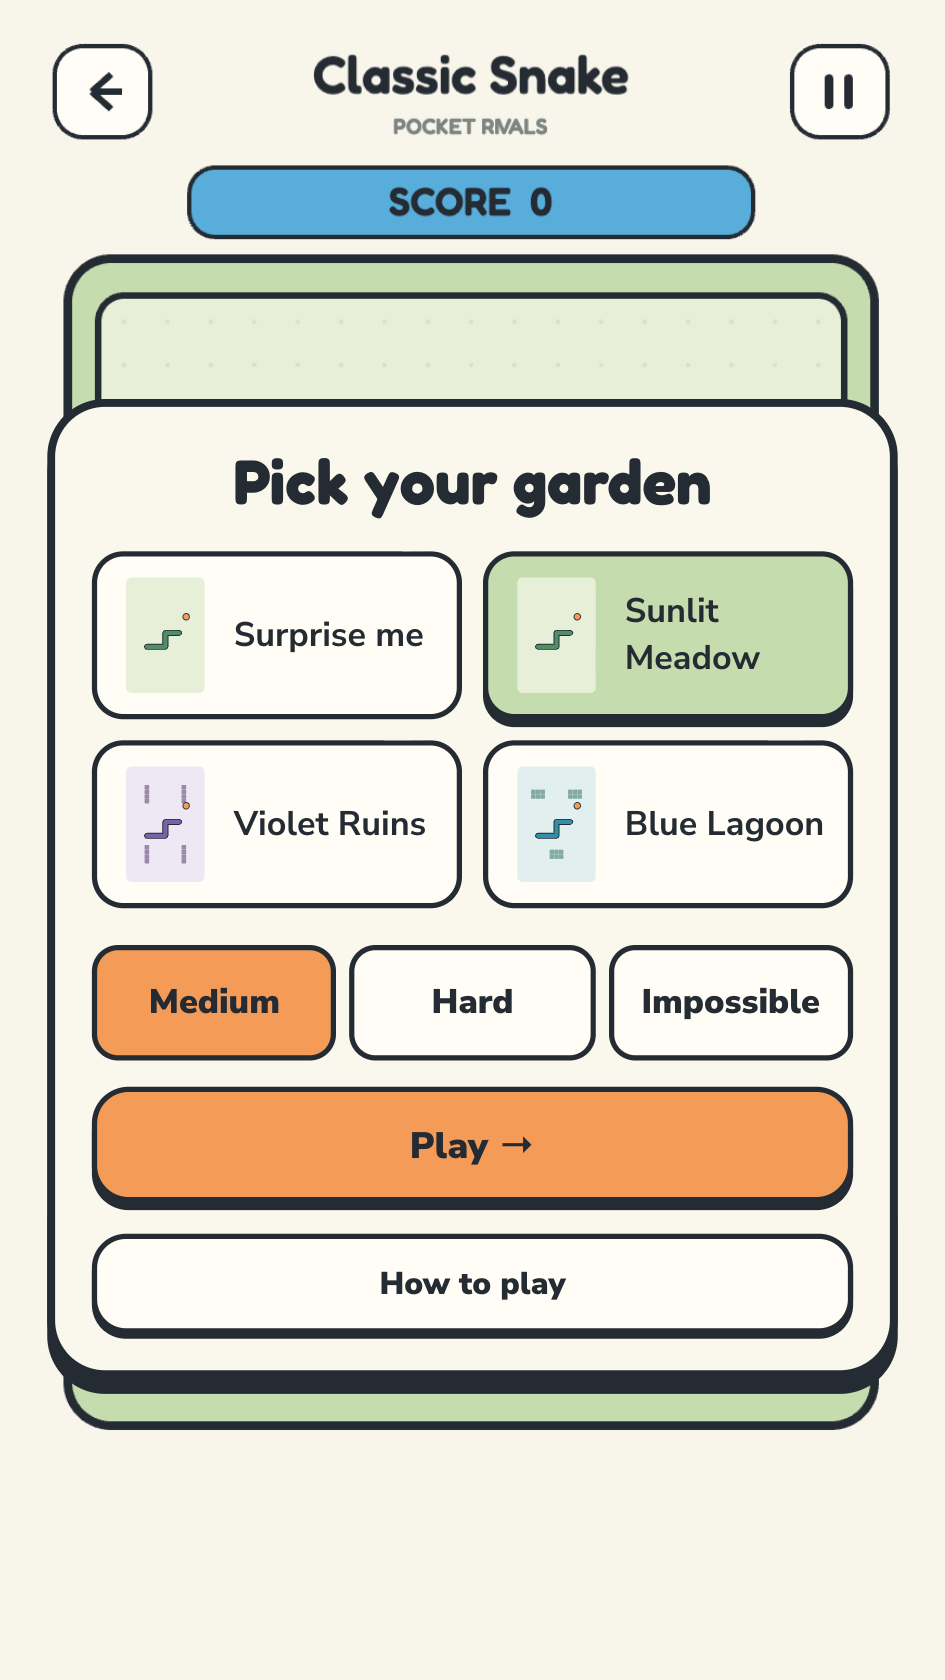 Classic Snake
POCKET RIVALS
SCORE 0
Pick your garden
Surprise me
Sunlit
Meadow
Violet Ruins
Blue Lagoon
Medium
Hard
Impossible
Play →
How to play